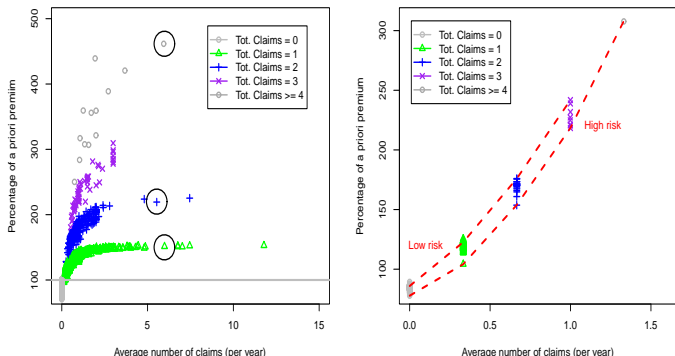 Percentage of a priori premiim
500
400
300
200
100
Tot. Claims = 0
Tot. Claims = 1
Tot. Claims = 2
Tot. Claims = 3
Tot. Claims >= 4
0
5
10
15
Average number of claims (per year)
Percentage of a priori premium
300
250
200
150
100
Tot. Claims = 0
Tot. Claims = 1
Tot. Claims = 2
Tot. Claims = 3
Tot. Claims >= 4
High risk
Low risk
0.0
0.5
1.0
1.5
Average number of claims (per year)